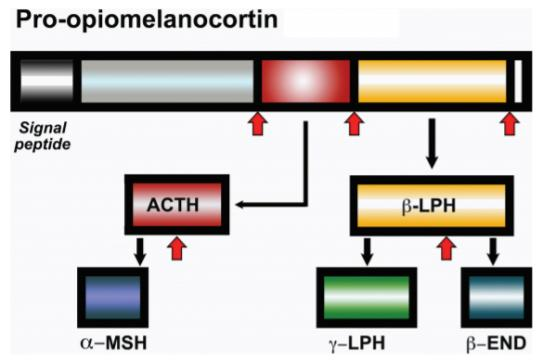 Pro-opiomelanocortin
Signal
peptide
ACTH
β-LPH
α–MSH
γ–LPH
β–END